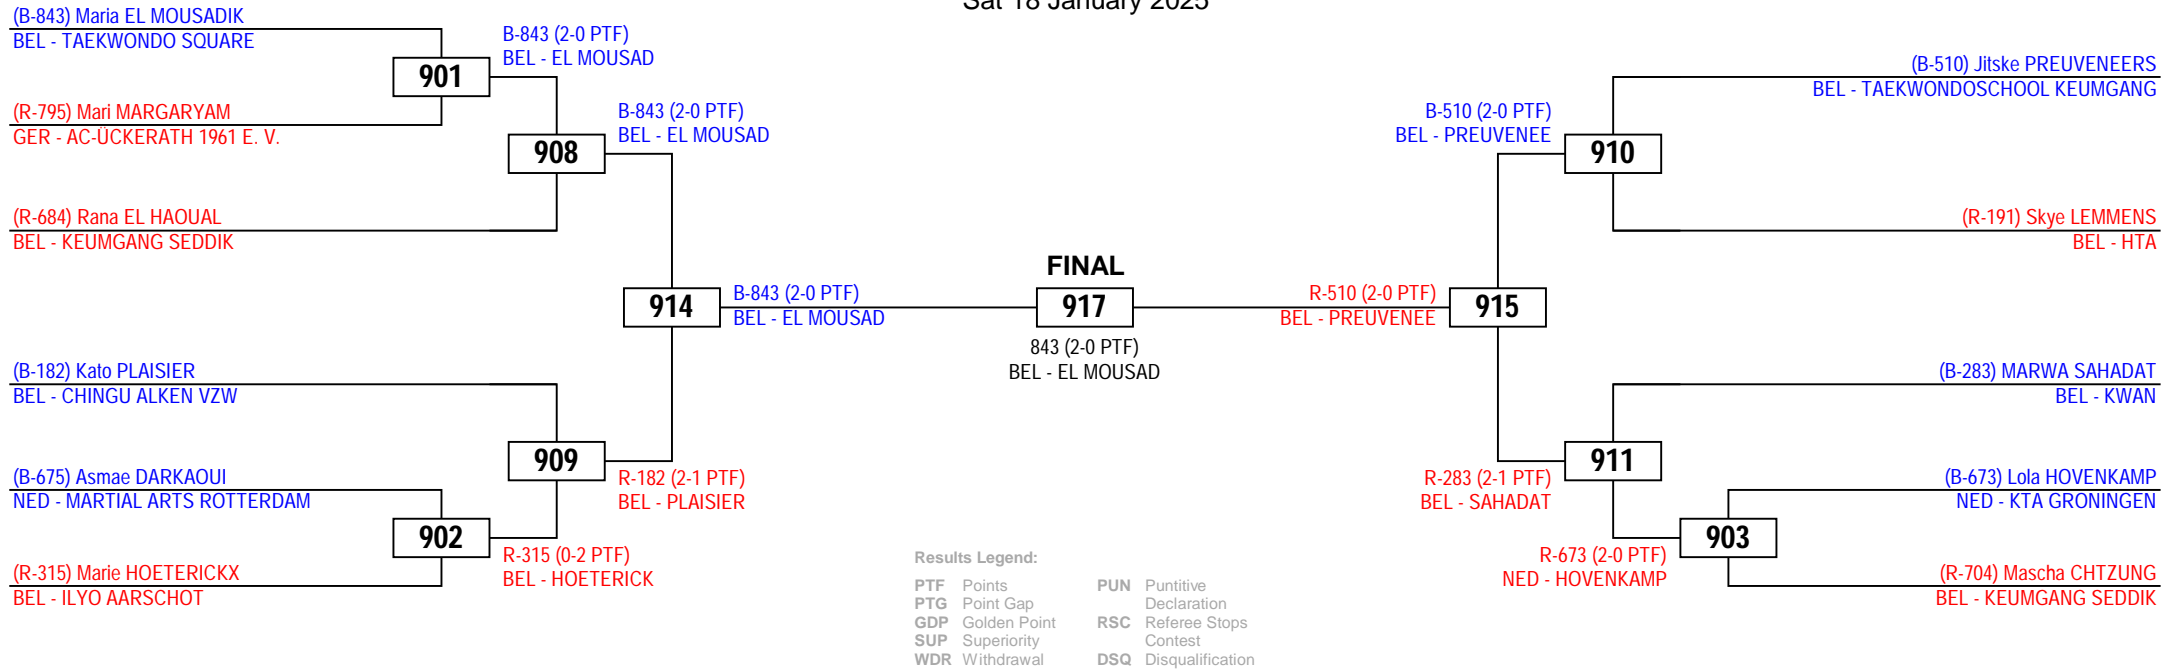 Sat 18 January 2025
(B-843) Maria EL MOUSADIK
BEL - TAEKWONDO SQUARE
901
(R-795) Mari MARGARYAM
GER - AC-ÜCKERATH 1961 E. V.
B-843 (2-0 PTF)
BEL - EL MOUSAD
908
(R-684) Rana EL HAOUAL
BEL - KEUMGANG SEDDIK
B-843 (2-0 PTF)
BEL - EL MOUSAD
914
B-843 (2-0 PTF)
BEL - EL MOUSAD
(B-182) Kato PLAISIER
BEL - CHINGU ALKEN VZW
909
R-182 (2-1 PTF)
BEL - PLAISIER
(B-675) Asmae DARKAOUI
NED - MARTIAL ARTS ROTTERDAM
902
R-315 (0-2 PTF)
BEL - HOETERICK
(R-315) Marie HOETERICKX
BEL - ILYO AARSCHOT
FINAL
917
843 (2-0 PTF)
BEL - EL MOUSAD
(B-510) Jitske PREUVENEERS
BEL - TAEKWONDOSCHOOL KEUMGANG
B-510 (2-0 PTF)
BEL - PREUVENEE
910
(R-191) Skye LEMMENS
BEL - HTA
R-510 (2-0 PTF)
BEL - PREUVENEE
915
(B-283) MARWA SAHADAT
BEL - KWAN
911
R-283 (2-1 PTF)
BEL - SAHADAT
(B-673) Lola HOVENKAMP
NED - KTA GRONINGEN
903
R-673 (2-0 PTF)
NED - HOVENKAMP
(R-704) Mascha CHTZUNG
BEL - KEUMGANG SEDDIK
Results Legend:
PTF Points
PTG Point Gap
GDP Golden Point
SUP Superiority
WDR Withdrawal
PUN Puntitive
Declaration
RSC Referee Stops
Contest
DSQ Disqualification